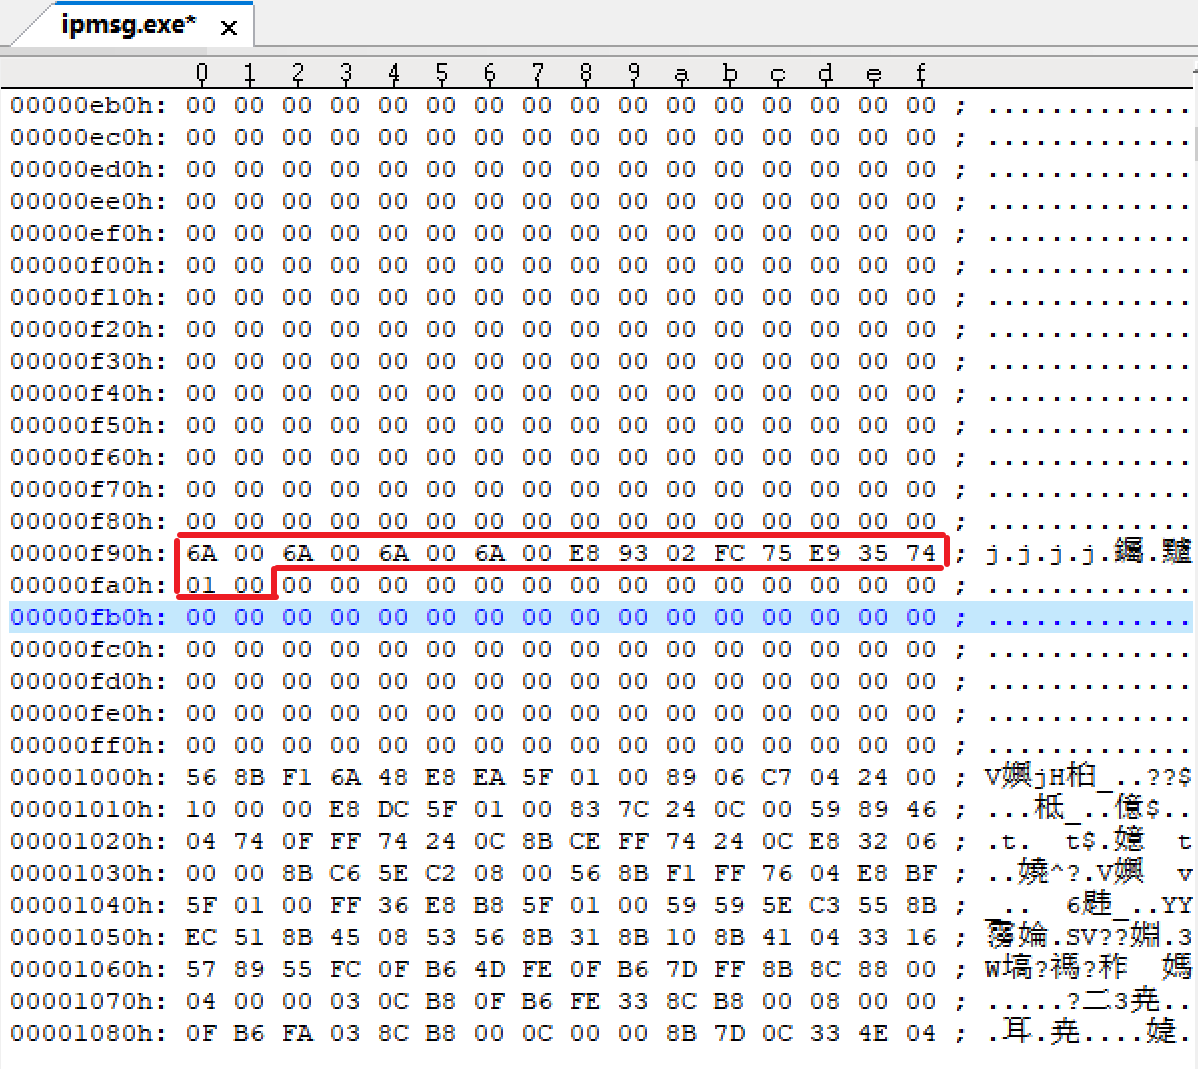 ipmsg.exe* ×
0 1 2 3 4 5 6 7 8 9 a b c d e f
00000eb0h: 00 00 00 00 00 00 00 00 00 00 00 00 00 00 00 00 ; .............
00000ec0h: 00 00 00 00 00 00 00 00 00 00 00 00 00 00 00 00 ; .............
00000ed0h: 00 00 00 00 00 00 00 00 00 00 00 00 00 00 00 00 ; .............
00000ee0h: 00 00 00 00 00 00 00 00 00 00 00 00 00 00 00 00 ; .............
00000ef0h: 00 00 00 00 00 00 00 00 00 00 00 00 00 00 00 00 ; .............
00000f00h: 00 00 00 00 00 00 00 00 00 00 00 00 00 00 00 00 ; .............
00000f10h: 00 00 00 00 00 00 00 00 00 00 00 00 00 00 00 00 ; .............
00000f20h: 00 00 00 00 00 00 00 00 00 00 00 00 00 00 00 00 ; .............
00000f30h: 00 00 00 00 00 00 00 00 00 00 00 00 00 00 00 00 ; .............
00000f40h: 00 00 00 00 00 00 00 00 00 00 00 00 00 00 00 00 ; .............
00000f50h: 00 00 00 00 00 00 00 00 00 00 00 00 00 00 00 00 ; .............
00000f60h: 00 00 00 00 00 00 00 00 00 00 00 00 00 00 00 00 ; .............
00000f70h: 00 00 00 00 00 00 00 00 00 00 00 00 00 00 00 00 ; .............
00000f80h: 00 00 00 00 00 00 00 00 00 00 00 00 00 00 00 00 ; .............
00000f90h: 6A 00 6A 00 6A 00 6A 00 E8 93 02 FC 75 E9 35 74 ; j.j.j.j.钃.黸
00000fa0h: 01 00 00 00 00 00 00 00 00 00 00 00 00 00 00 00 ; .............
00000fb0h: 00 00 00 00 00 00 00 00 00 00 00 00 00 00 00 00 ; .............
00000fc0h: 00 00 00 00 00 00 00 00 00 00 00 00 00 00 00 00 ; .............
00000fd0h: 00 00 00 00 00 00 00 00 00 00 00 00 00 00 00 00 ; .............
00000fe0h: 00 00 00 00 00 00 00 00 00 00 00 00 00 00 00 00 ; .............
00000ff0h: 00 00 00 00 00 00 00 00 00 00 00 00 00 00 00 00 ; .............
00001000h: 56 8B F1 6A 48 E8 EA 5F 01 00 89 06 C7 04 24 00 ; V嬹jH桕_..??$
00001010h: 10 00 00 E8 DC 5F 01 00 83 7C 24 0C 00 59 89 46 ; ...柢_..億$..
00001020h: 04 74 0F FF 74 24 0C 8B CE FF 74 24 0C E8 32 06 ; .t. t$.嬑 t
00001030h: 00 00 8B C6 5E C2 08 00 56 8B F1 FF 76 04 E8 BF ; ..嬈^?.V嬹 v
00001040h: 5F 01 00 FF 36 E8 B8 5F 01 00 59 59 5E C3 55 8B ; _.. 6韪_..YY
00001050h: EC 51 8B 45 08 53 56 8B 31 8B 10 8B 41 04 33 16 ; 霶婨.SV??婣.3
00001060h: 57 89 55 FC 0F B6 4D FE 0F B6 7D FF 8B 8C 88 00 ; W塙?禡?秺 媽
00001070h: 04 00 00 03 0C B8 0F B6 FE 33 8C B8 00 08 00 00 ; .....?二3尭..
00001080h: 0F B6 FA 03 8C B8 00 0C 00 00 8B 7D 0C 33 4E 04 ; .耳.尭....媫.